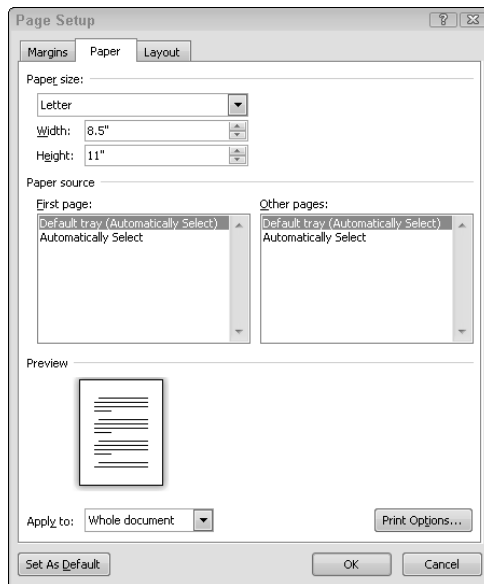 Page Setup
Margins Paper Layout
Paper size:
Letter
Width: 8.5"
Height: 11"
Paper source
First page: Other pages:
Default tray (Automatically Select) Default tray (Automatically Select)
Automatically Select Automatically Select
Preview
Apply to: Whole document Print Options...
Set As Default OK Cancel